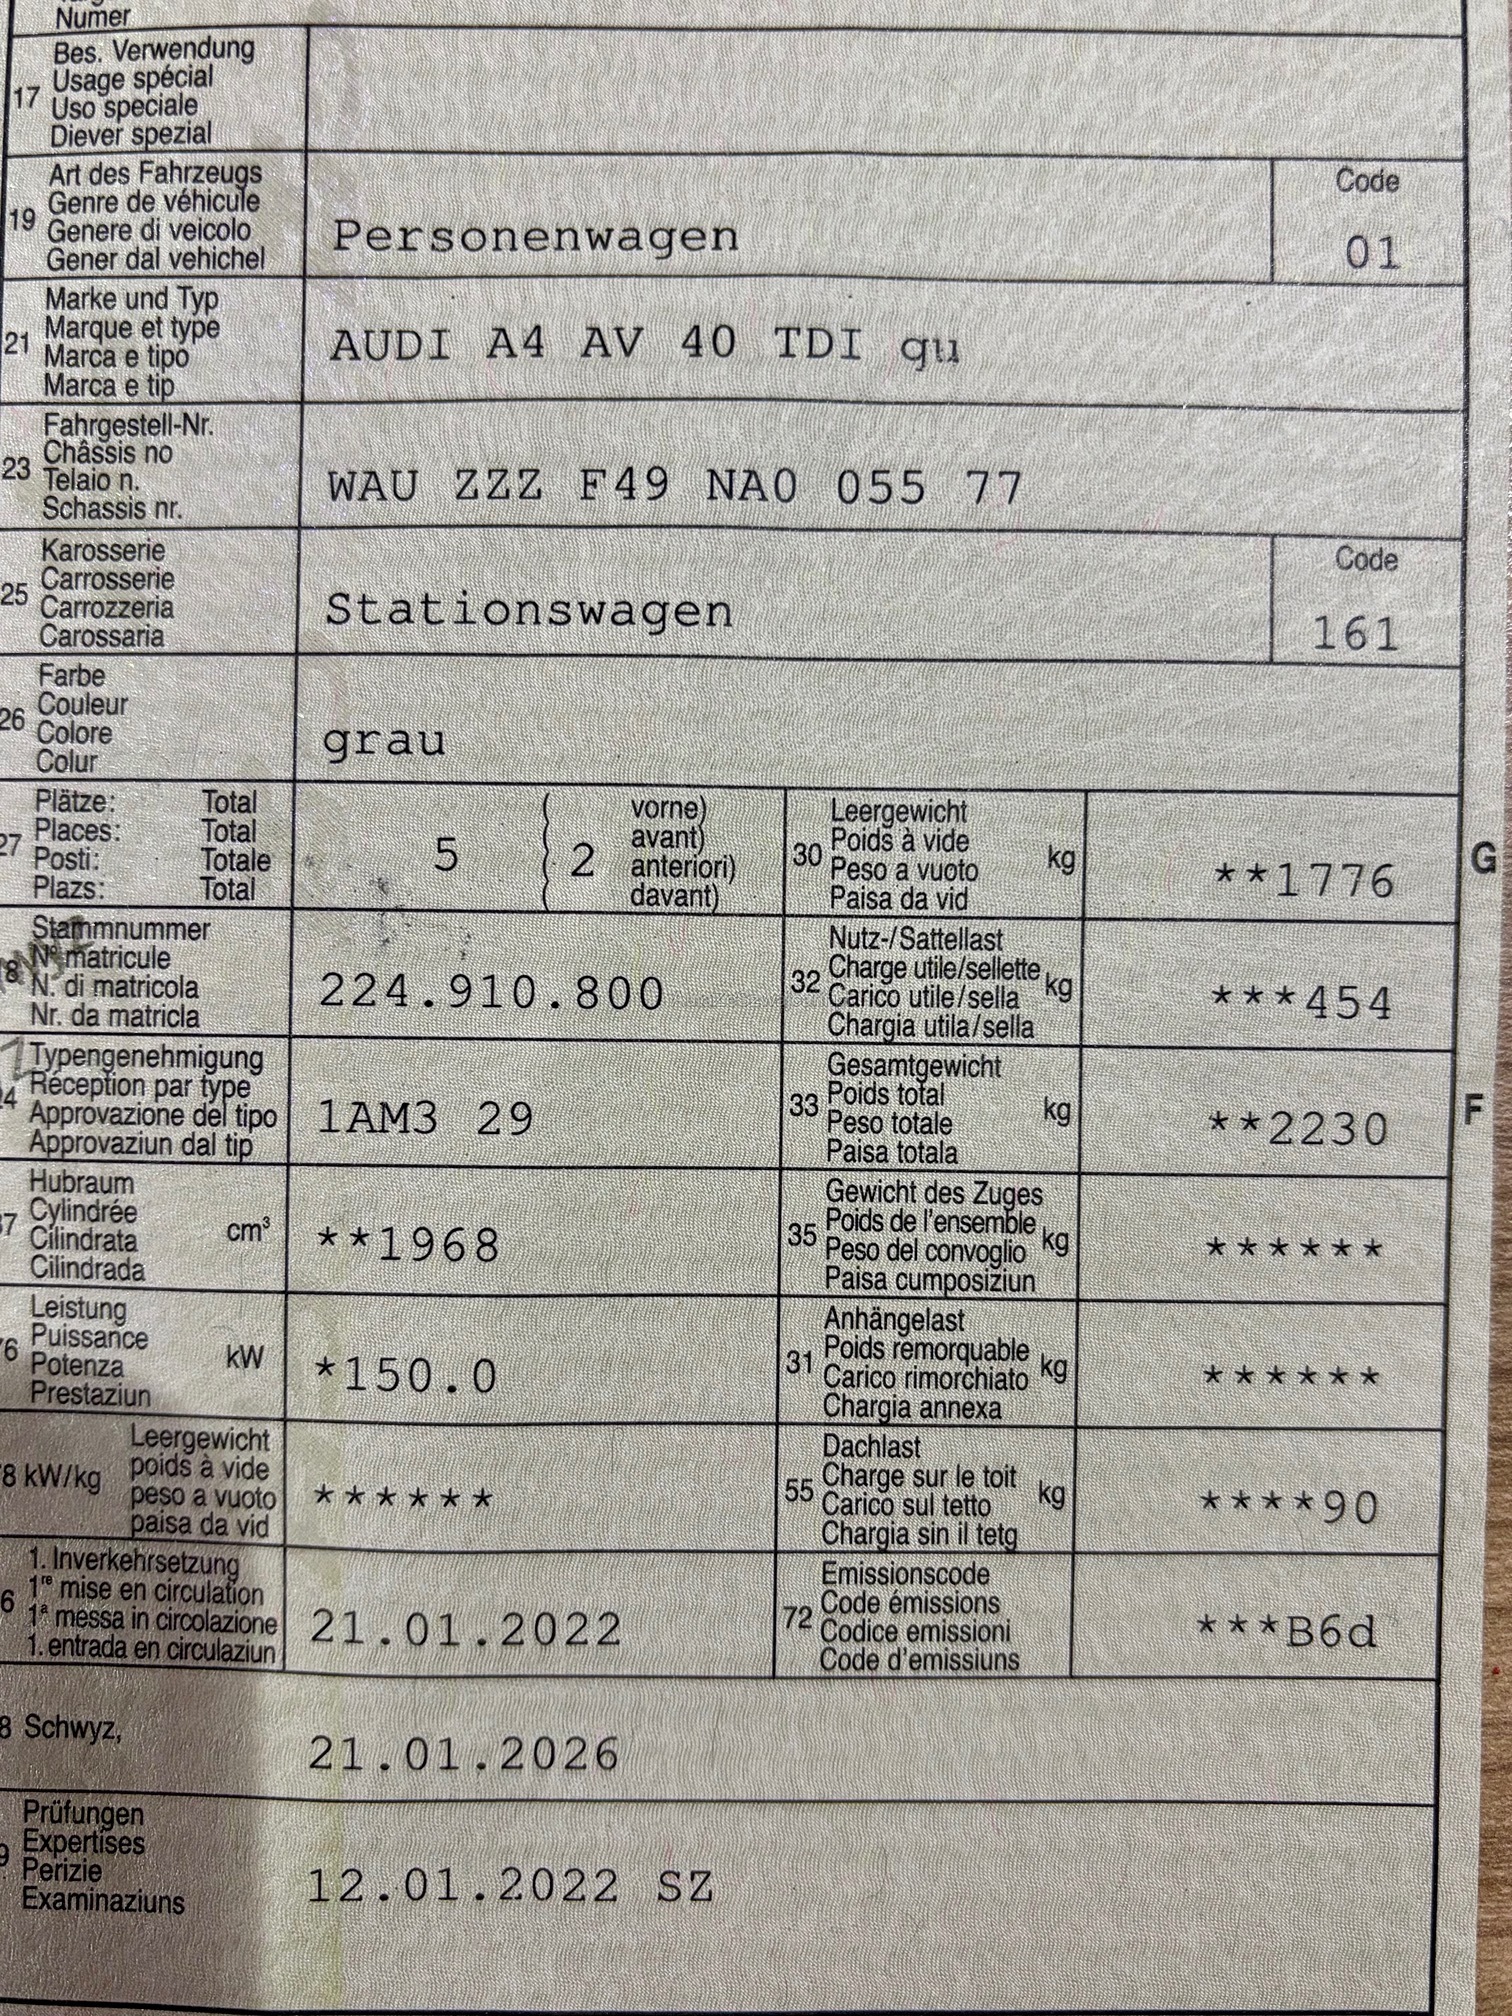 Numer
17 Bes. Verwendung
Usage spécial
Uso speciale
Diever spezial
19 Art des Fahrzeugs
Genre de véhicule
Genere di veicolo
Gener dal vehichel
Personenwagen
Code
01
21 Marke und Typ
Marque et type
Marca e tipo
Marca e tip
AUDI A4 AV 40 TDI qu
23 Fahrgestell-Nr.
Châssis no
Telaio n.
Schassis nr.
WAU ZZZ F49 NA0 055 77
25 Karosserie
Carrosserie
Carrozzeria
Carossaria
Stationswagen
Code
161
26 Farbe
Couleur
Colore
Colur
grau
27 Plätze: Total
Places: Total
Posti: Totale
Plazs: Total
5
( 2 vorne)
avant)
anteriori)
davant)
30 Leergewicht
Poids à vide
Peso a vuoto
Paisa da vid
kg
**1776
G
8 Stammnummer
N° matricule
N. di matricola
Nr. da matricla
224.910.800
32 Nutz-/Sattellast
Charge utile/sellette
Carico utile/sella
Chargia utila/sella
kg
***454
4 Typengenehmigung
Réception par type
Approvazione del tipo
Approvaziun dal tip
1AM3 29
33 Gesamtgewicht
Poids total
Peso totale
Paisa totala
kg
**2230
F
37 Hubraum
Cylindrée
Cilindrata
Cilindrada
cm³
**1968
35 Gewicht des Zuges
Poids de l'ensemble
Peso del convoglio
Paisa cumposiziun
kg
******
76 Leistung
Puissance
Potenza
Prestaziun
kW
*150.0
31 Anhängelast
Poids remorquable
Carico rimorchiato
Chargia annexa
kg
******
78 kW/kg
Leergewicht
poids à vide
peso a vuoto
paisa da vid
******
55 Dachlast
Charge sur le toit
Carico sul tetto
Chargia sin il tetg
kg
****90
6 1. Inverkehrsetzung
1re mise en circulation
1a messa in circolazione
1. entrada en circulaziun
21.01.2022
72 Emissionscode
Code émissions
Codice emissioni
Code d'emissiuns
***B6d
8 Schwyz,
21.01.2026
9 Prüfungen
Expertises
Perizie
Examinaziuns
12.01.2022 SZ